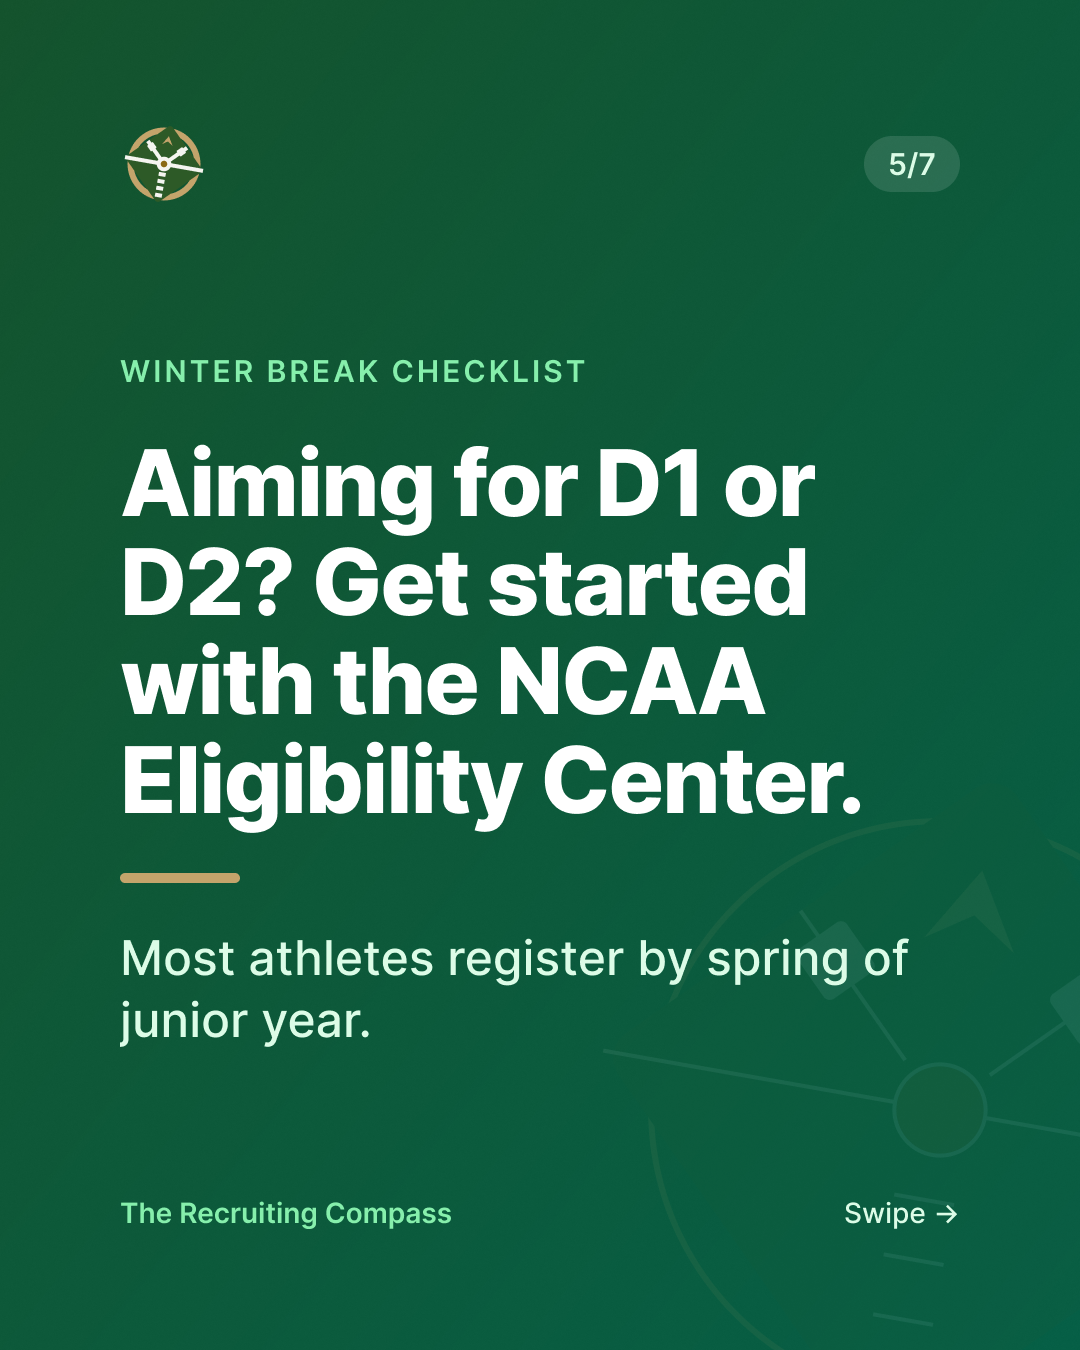 5/7
WINTER BREAK CHECKLIST
Aiming for D1 or
D2? Get started
with the NCAA
Eligibility Center.
Most athletes register by spring of
junior year.
The Recruiting Compass
Swipe →